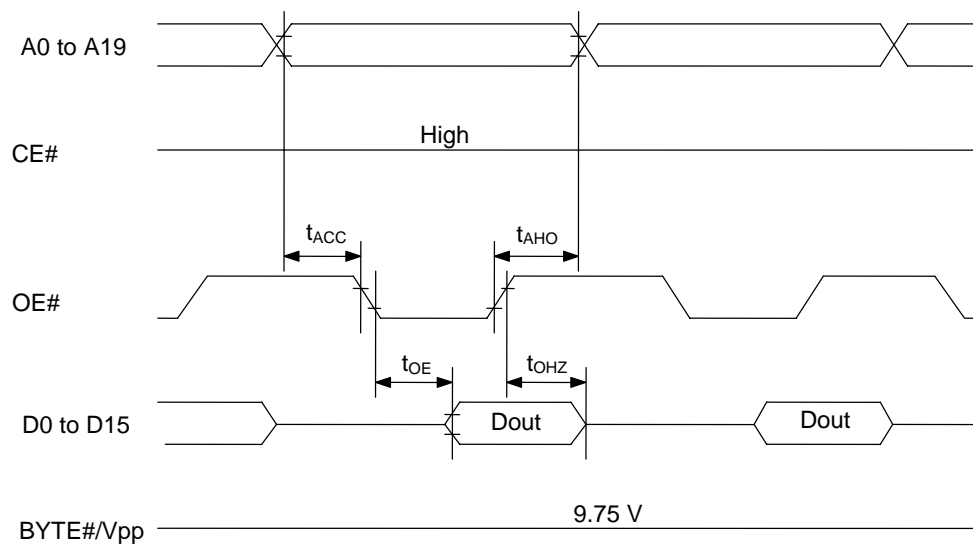 A0 to A19
High
CE#
tACC
tAHO
OE#
tOE
tOHZ
D0 to D15
Dout
Dout
9.75 V
BYTE#/Vpp